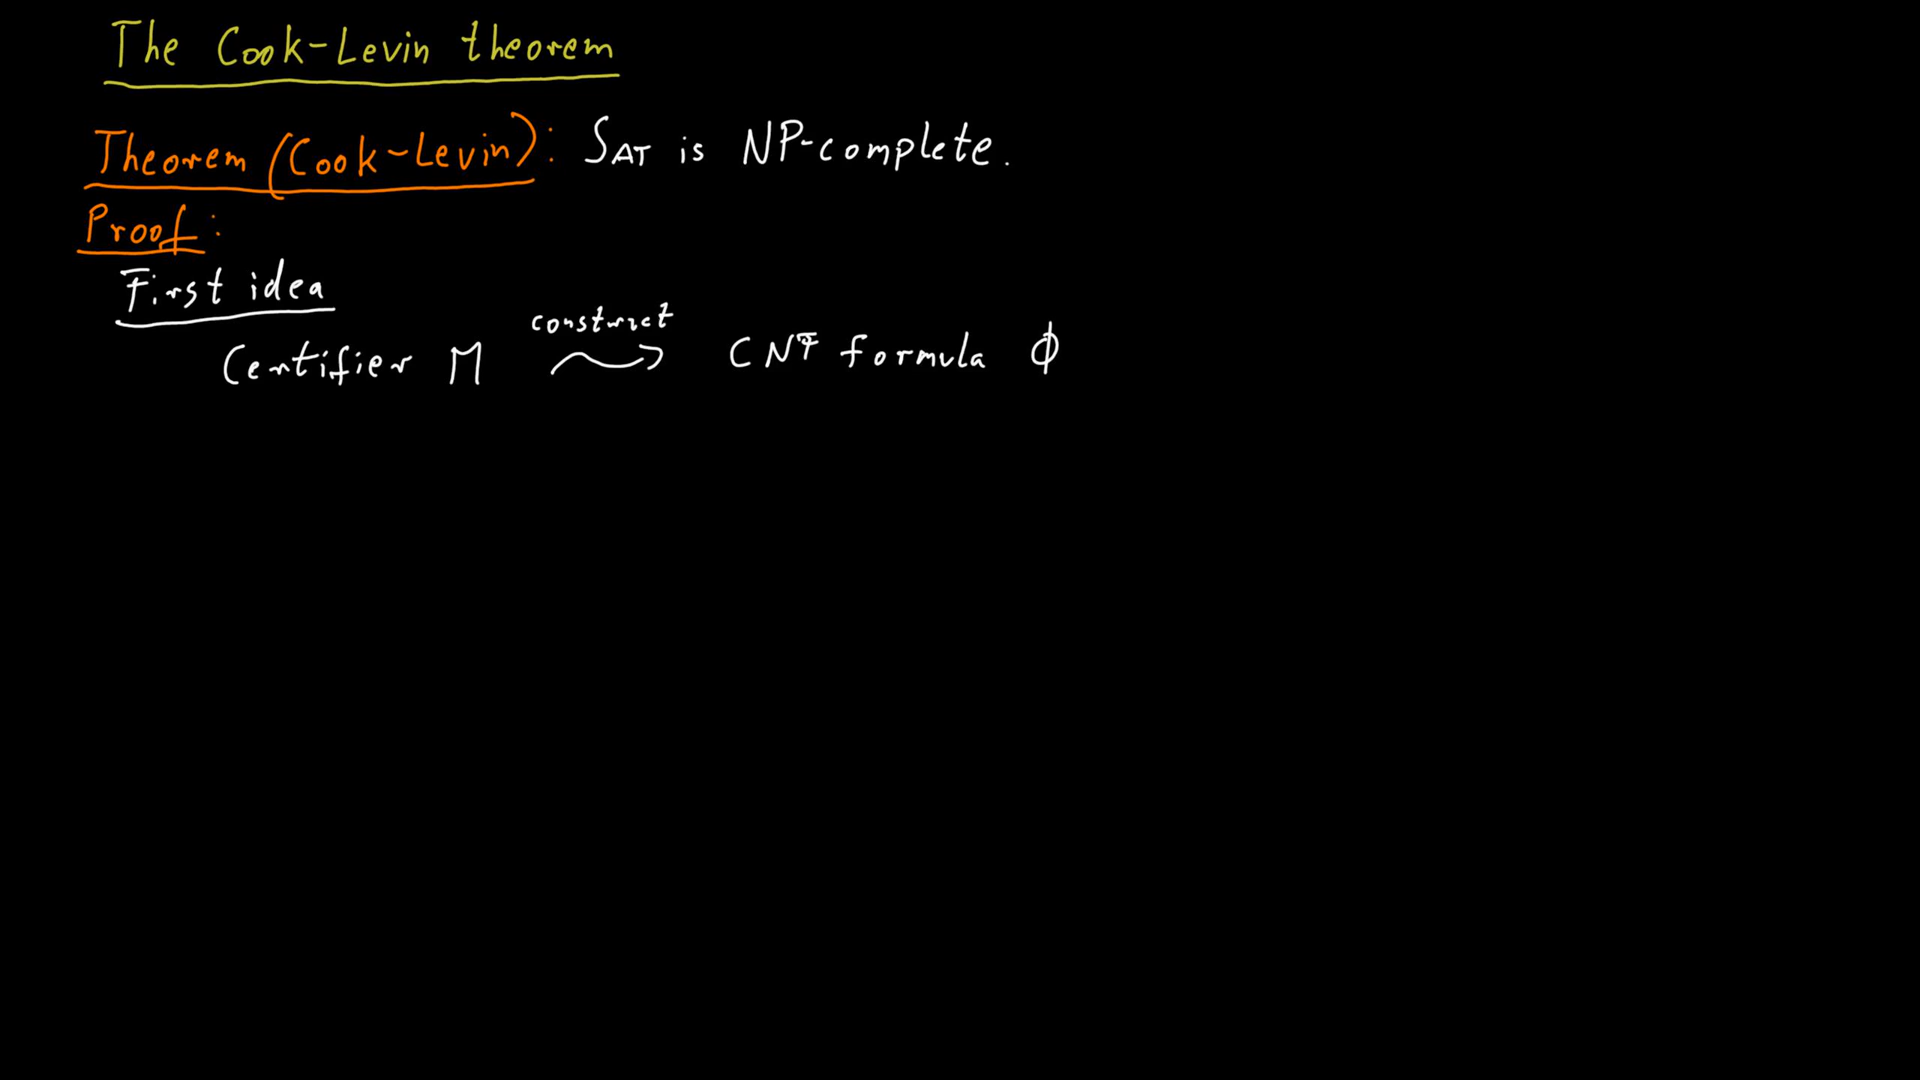 The Cook-Levin theorem
Theorem (Cook-Levin): SAT is NP-complete.
Proof:
First idea
construct
Certifier M ⇝ CNF formula ϕ